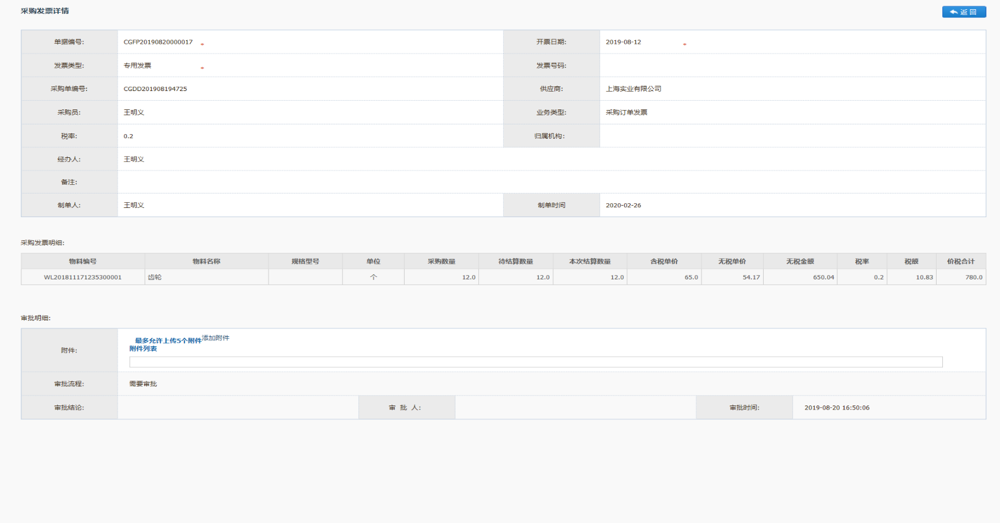 采购发票详情
返 回
单据编号: CGFP20190820000017 * 开票日期: 2019-08-12 *
发票类型: 专用发票 * 发票号码:
采购单编号: CGDD201908194725 供应商: 上海实业有限公司
采购员: 王明义 业务类型: 采购订单发票
税率: 0.2 归属机构:
经办人: 王明义
备注:
制单人: 王明义 制单时间 2020-02-26
采购发票明细:
物料编号 物料名称 规格型号 单位 采购数量 待结算数量 本次结算数量 含税单价 无税单价 无税金额 税率 税额 价税合计
WL201811171235300001 齿轮 个 12.0 12.0 12.0 65.0 54.17 650.04 0.2 10.83 780.0
审批明细:
附件: 最多允许上传5个附件添加附件
附件列表
审批流程: 需要审批
审批结论: 审 批 人: 审批时间: 2019-08-20 16:50:06